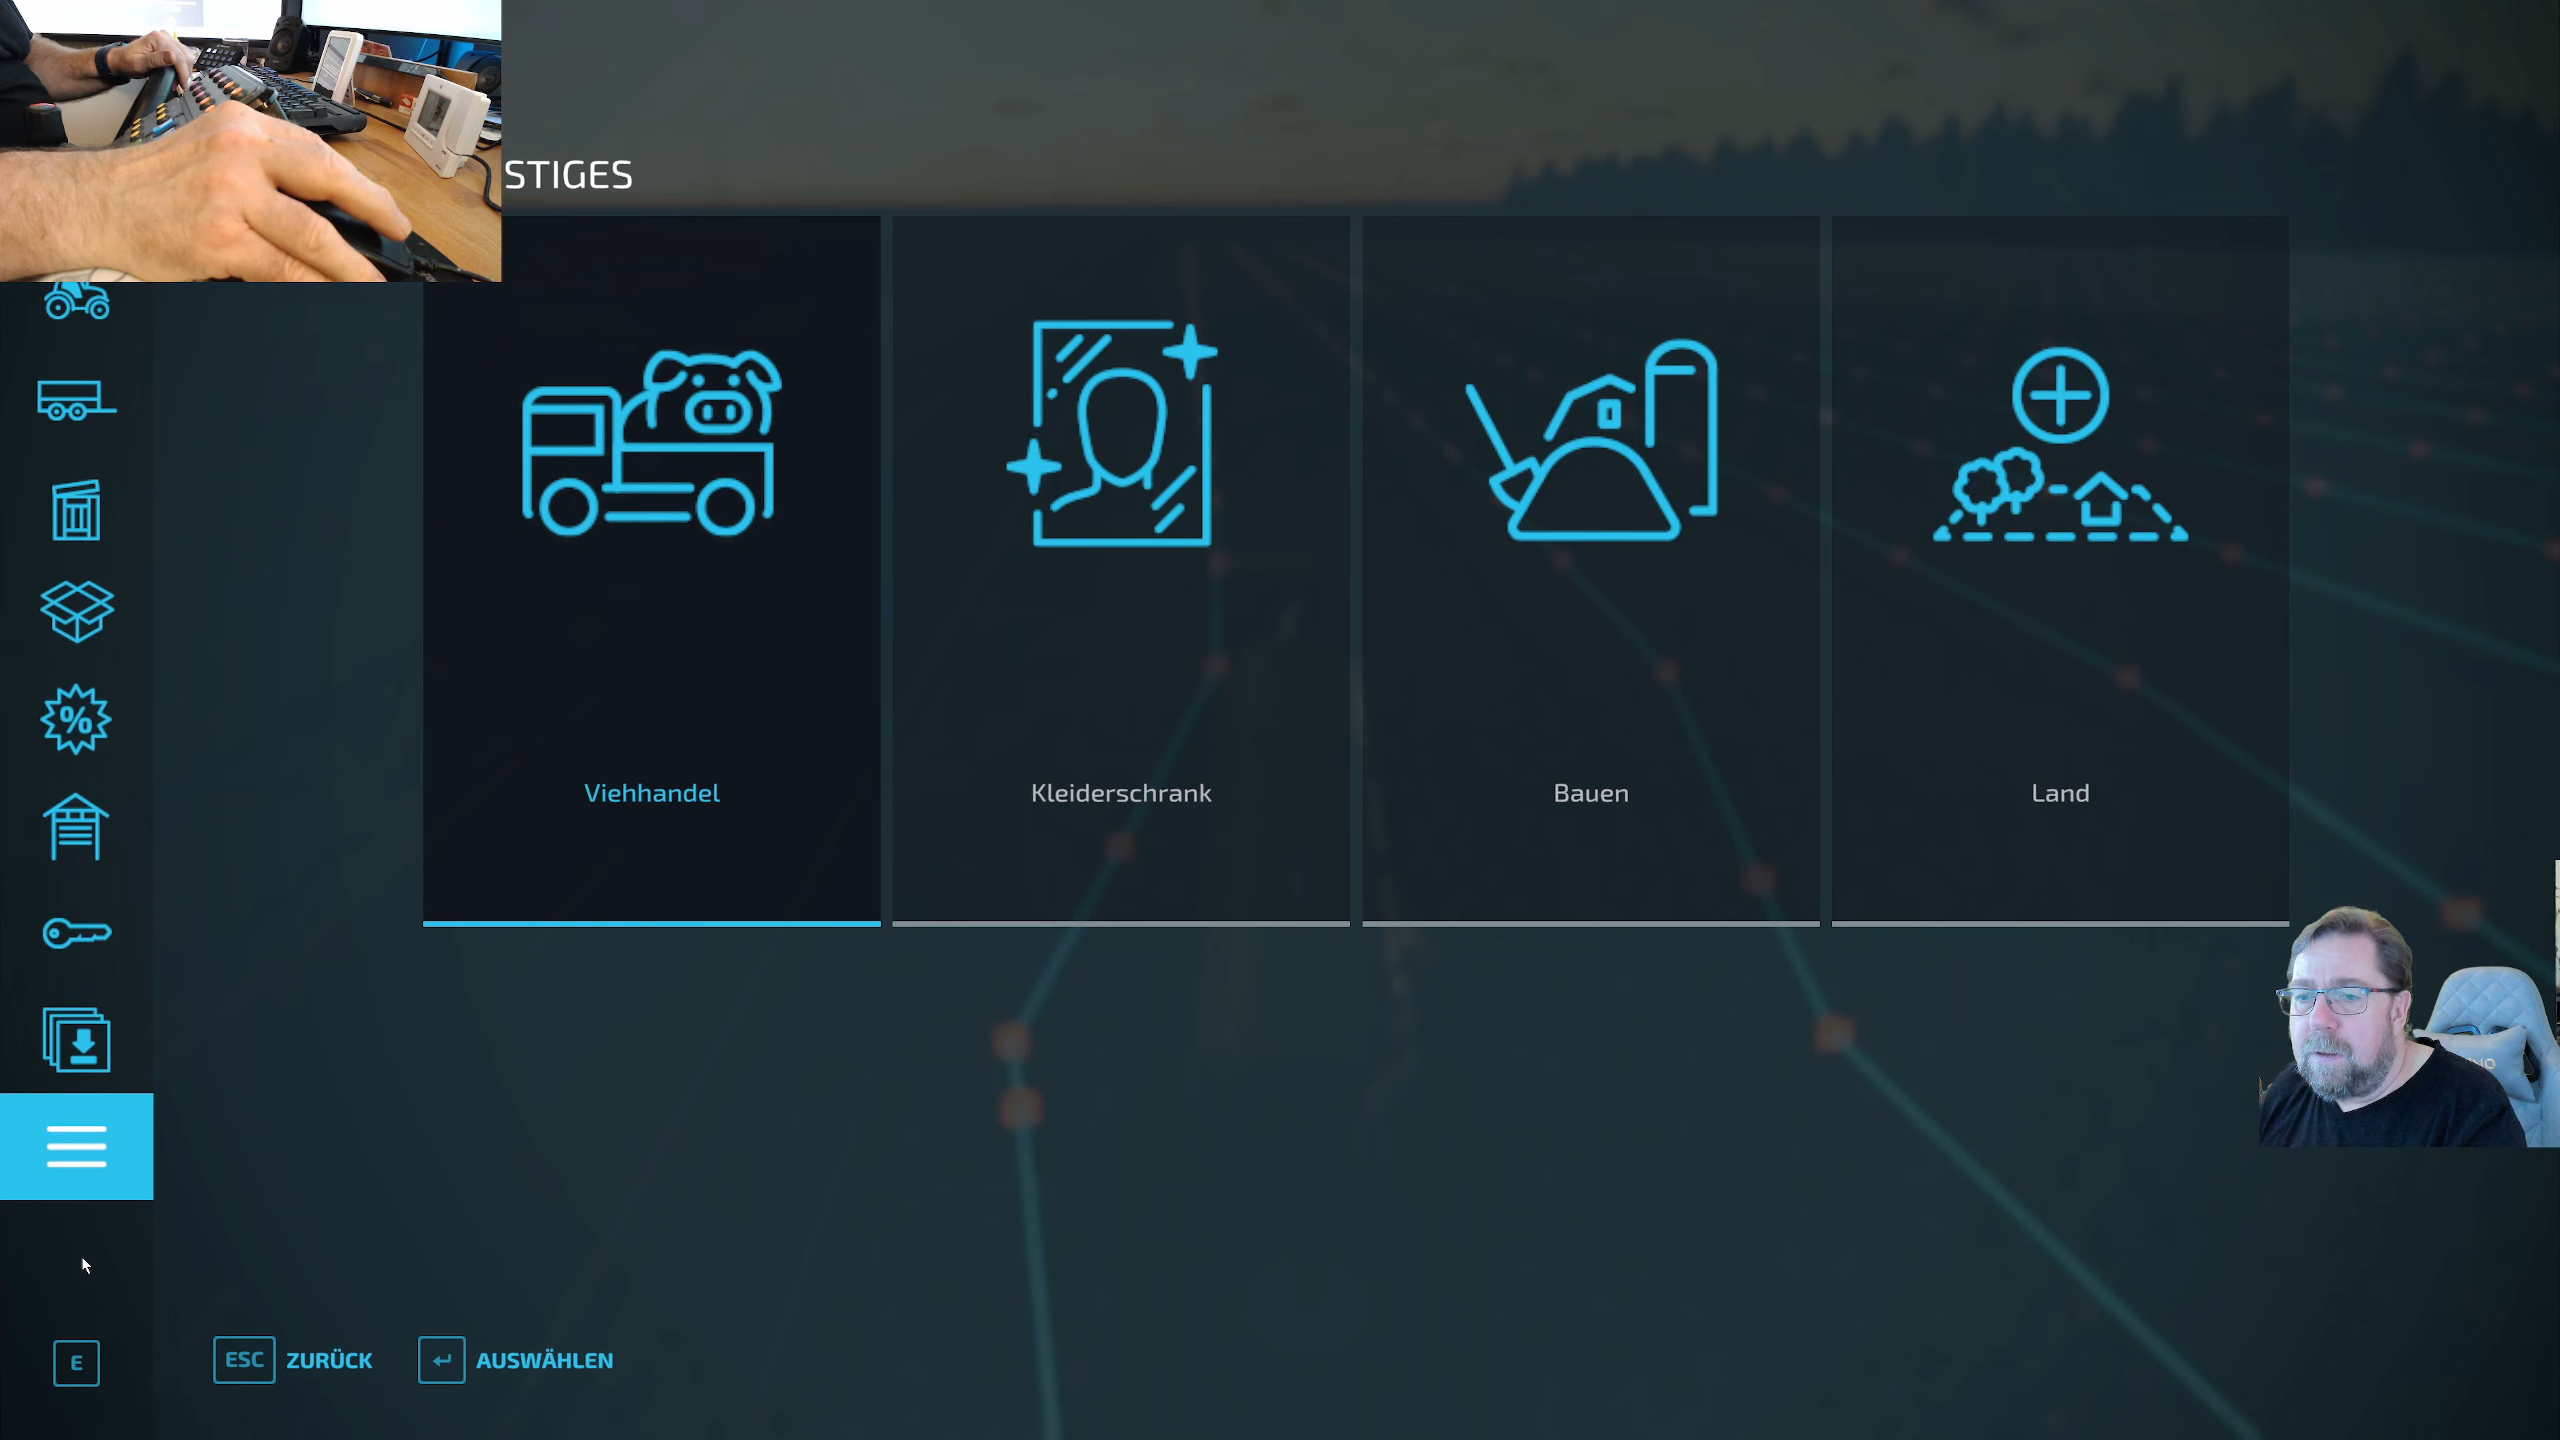 STIGES
%
Viehhandel
Kleiderschrank
Bauen
Land
E
ESC ZURÜCK
AUSWÄHLEN